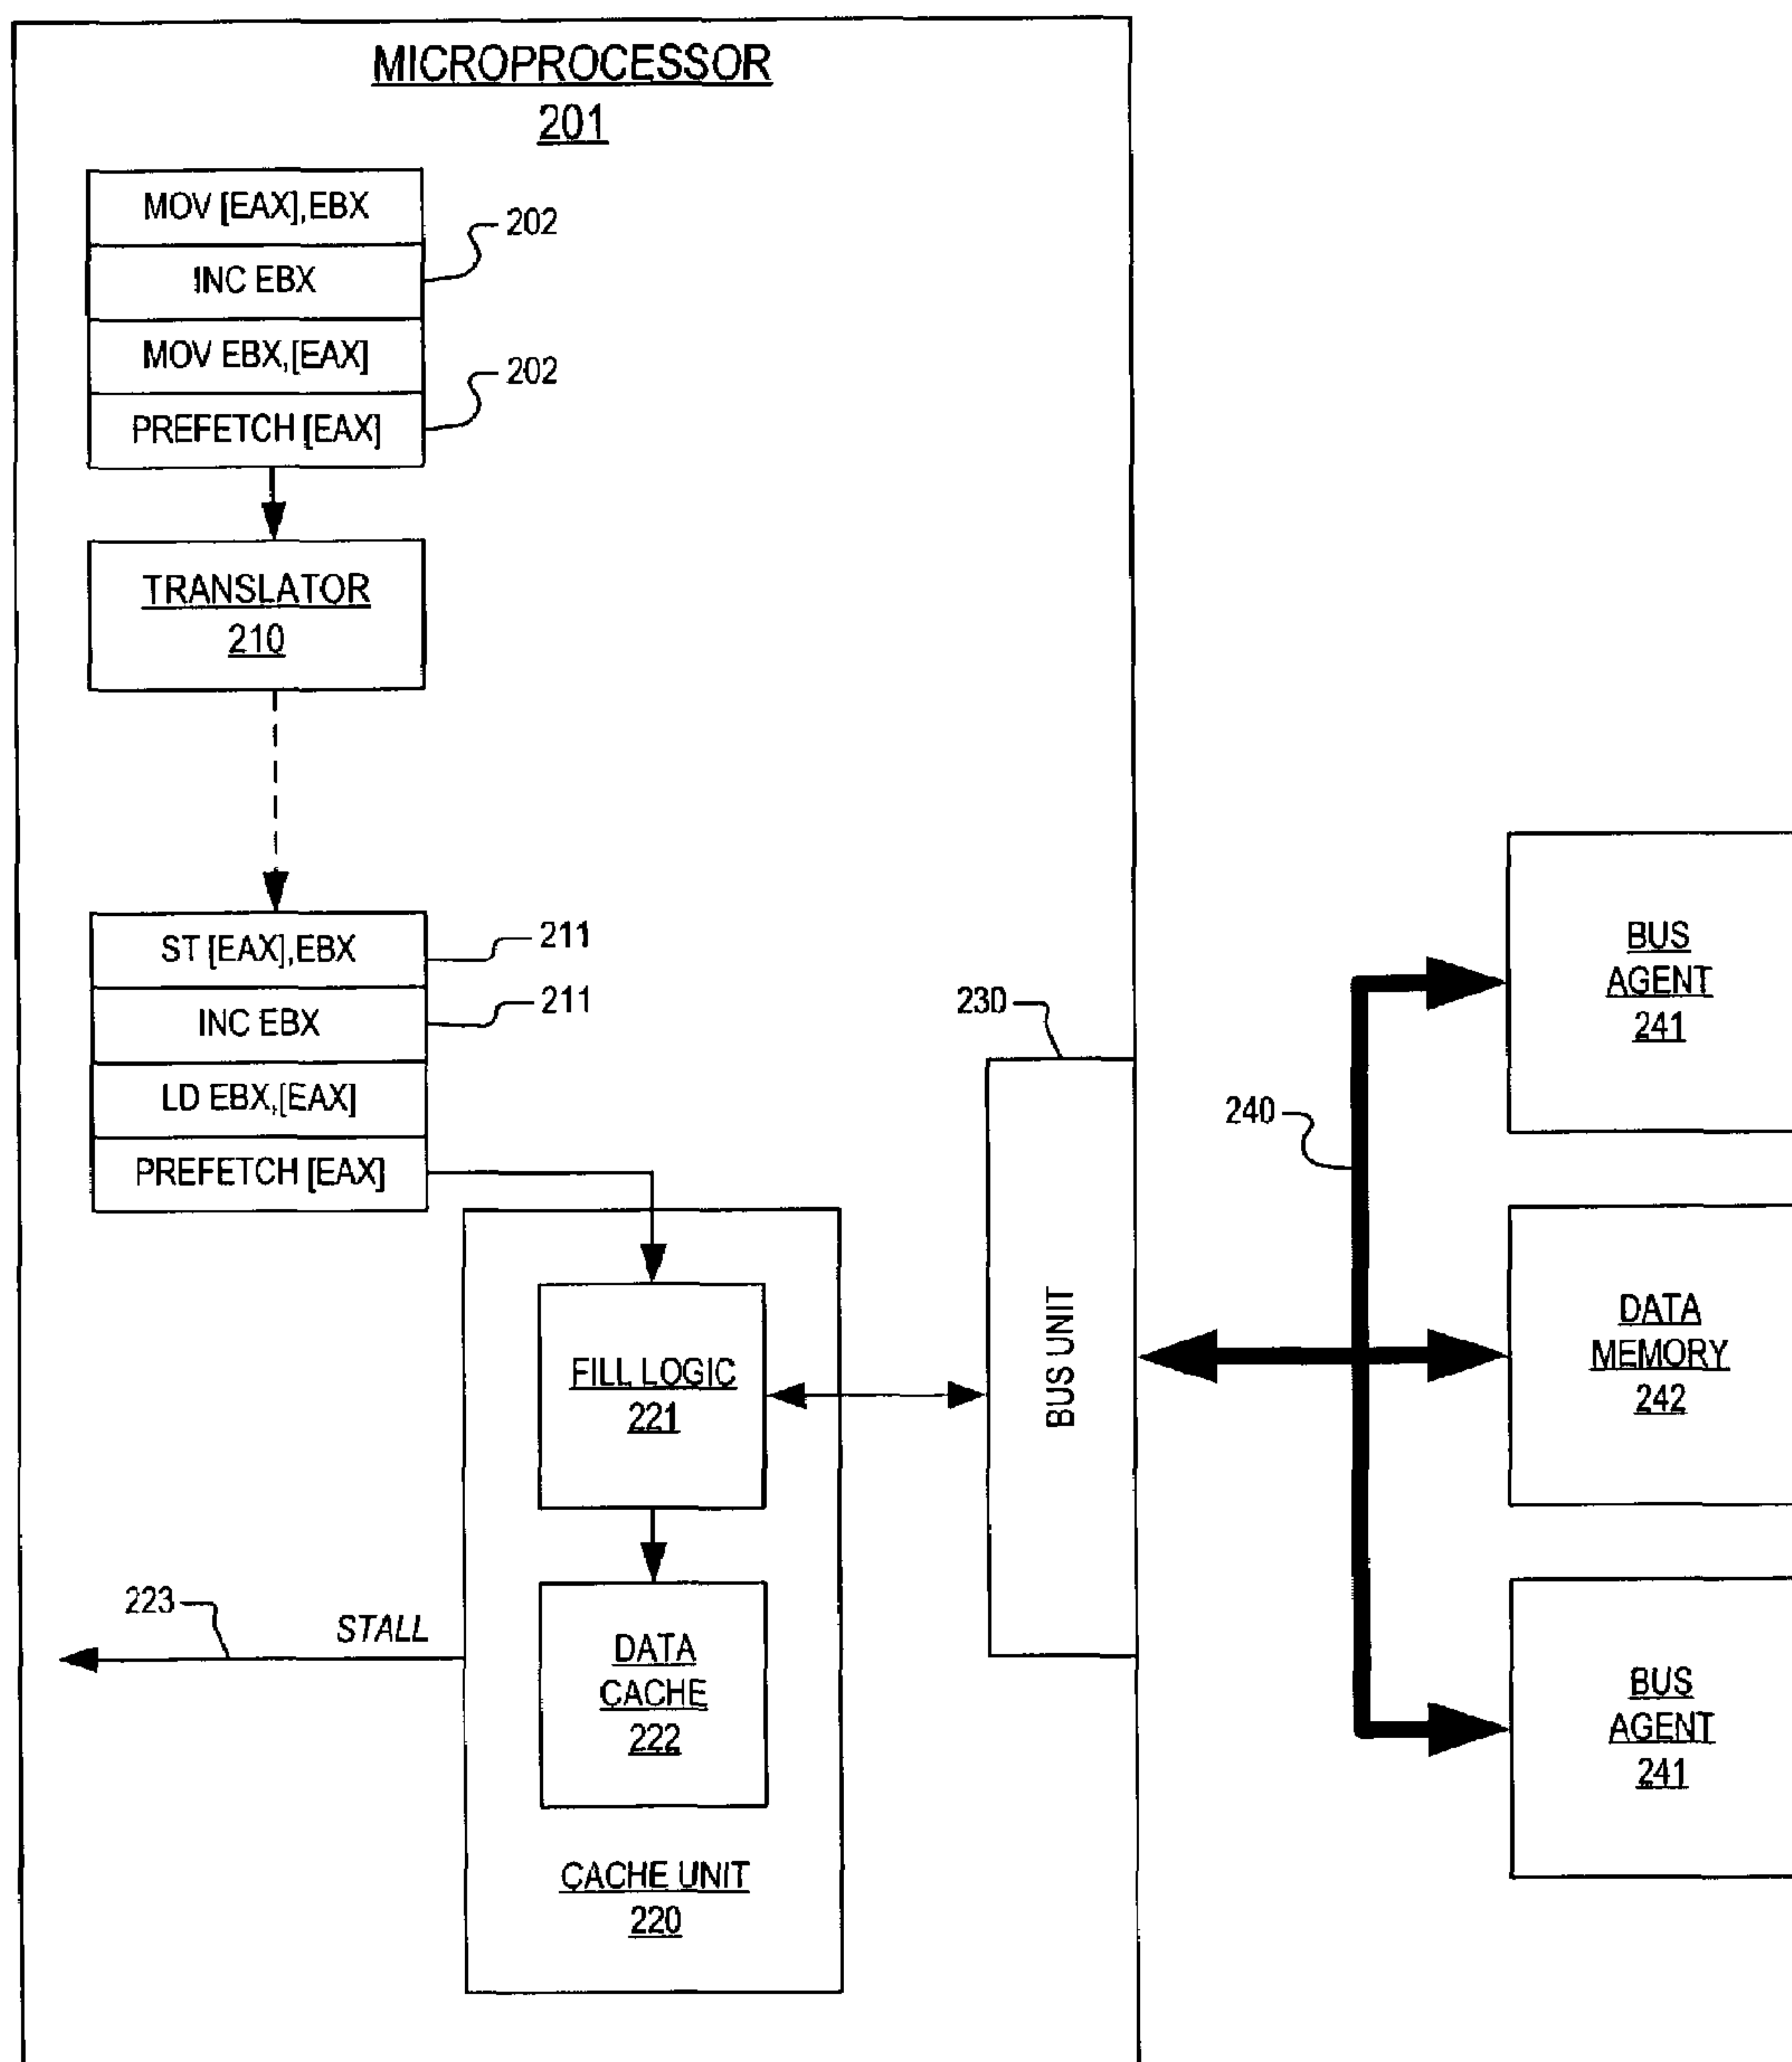 MICROPROCESSOR
201
MOV [EAX],EBX
202
INC EBX
MOV EBX,[EAX]
202
PREFETCH [EAX]
TRANSLATOR
210
ST [EAX],EBX
211
INC EBX
211
LD EBX,[EAX]
PREFETCH [EAX]
230
BUS UNIT
FILL LOGIC
221
223
STALL
DATA
CACHE
222
CACHE UNIT
220
240
BUS
AGENT
241
DATA
MEMORY
242
BUS
AGENT
241